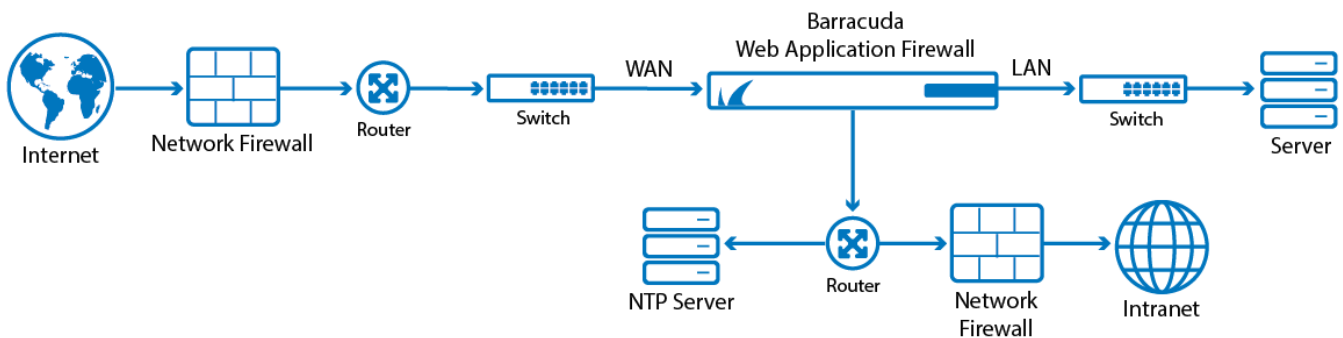 Barracuda
Web Application Firewall
WAN
LAN
Internet
Network Firewall
Router
Switch
Switch
Server
NTP Server
Router
Network
Firewall
Intranet